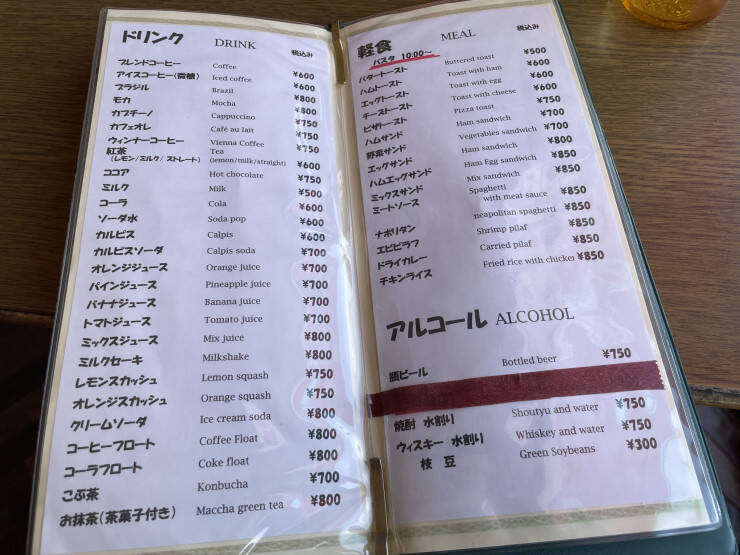 ドリンク DRINK 税込み
ブレンドコーヒー Coffee ¥600
アイスコーヒー(微糖) Iced coffee ¥600
ブラジル Brazil ¥800
モカ Mocha ¥800
カプチーノ Cappuccino ¥750
カフェオレ Café au lait ¥750
ウィンナーコーヒー Vienna Coffee ¥750
紅茶 Tea
(レモン/ミルク/ ストレート) (lemon/milk/straight) ¥600
ココア Hot chocolate ¥750
ミルク Milk ¥500
コーラ Cola ¥600
ソーダ水 Soda pop ¥600
カルピス Calpis ¥600
カルピスソーダ Calpis soda ¥700
オレンジジュース Orange juice ¥700
パインジュース Pineapple juice ¥700
バナナジュース Banana juice ¥700
トマトジュース Tomato juice ¥700
ミックスジュース Mix juice ¥800
ミルクセーキ Milkshake ¥800
レモンスカッシュ Lemon squash ¥750
オレンジスカッシュ Orange squash ¥750
クリームソーダ Ice cream soda ¥800
コーヒーフロート Coffee Float ¥800
コーラフロート Coke float ¥800
こぶ茶 Konbucha ¥700
お抹茶(茶菓子付き) Maccha green tea ¥800
軽食 MEAL 税込み
パスタ 10:00～
バタートースト Buttered toast ¥500
ハムトースト Toast with ham ¥600
エッグトースト Toast with egg ¥600
チーストースト Toast with cheese ¥600
ピザトースト Pizza toast ¥750
ハムサンド Ham sandwich ¥700
野菜サンド Vegetables sandwich ¥700
エッグサンド Ham sandwich ¥800
ハムエッグサンド Ham Egg sandwich ¥850
ミックスサンド Mix sandwich ¥850
ミートソース Spaghetti
with meat sauce ¥850
ナポリタン neapolitan spaghetti ¥850
エビピラフ Shrimp pilaf ¥850
ドライカレー Carried pilaf ¥850
チキンライス Fried rice with chicken ¥850
アルコール ALCOHOL
瓶ビール Bottled beer ¥750
焼酎 水割り Shoutyu and water ¥750
ウィスキー 水割り Whiskey and water ¥750
枝 豆 Green Soybeans ¥300